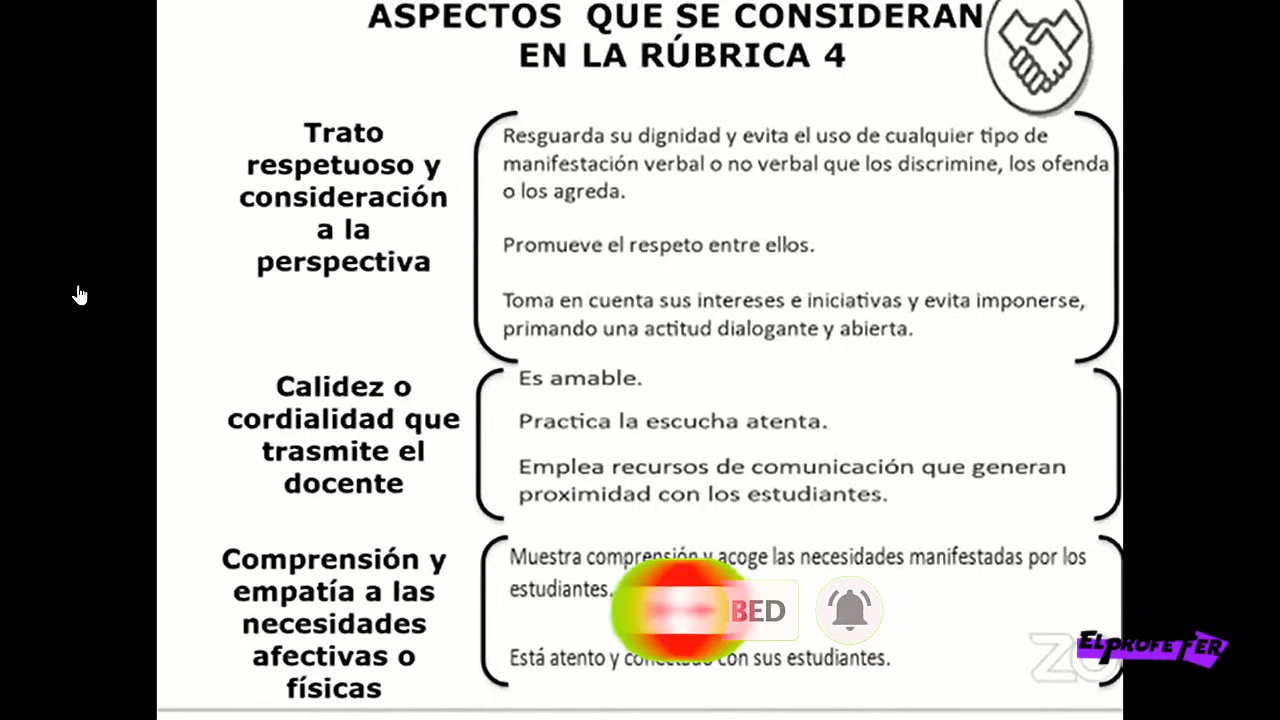 ASPECTOS QUE SE CONSIDERAN
EN LA RÚBRICA 4
Trato
respetuoso y
consideración
a la
perspectiva
Resguarda su dignidad y evita el uso de cualquier tipo de
manifestación verbal o no verbal que los discrimine, los ofenda
o los agreda.
Promueve el respeto entre ellos.
Toma en cuenta sus intereses e iniciativas y evita imponerse,
primando una actitud dialogante y abierta.
Calidez o
cordialidad que
trasmite el
docente
Es amable.
Practica la escucha atenta.
Emplea recursos de comunicación que generan
proximidad con los estudiantes.
Comprensión y
empatía a las
necesidades
afectivas o
físicas
Muestra comprensión y acoge las necesidades manifestadas por los
estudiantes.
Está atento y conectado con sus estudiantes.
BED
ZO
ELPROFE FER